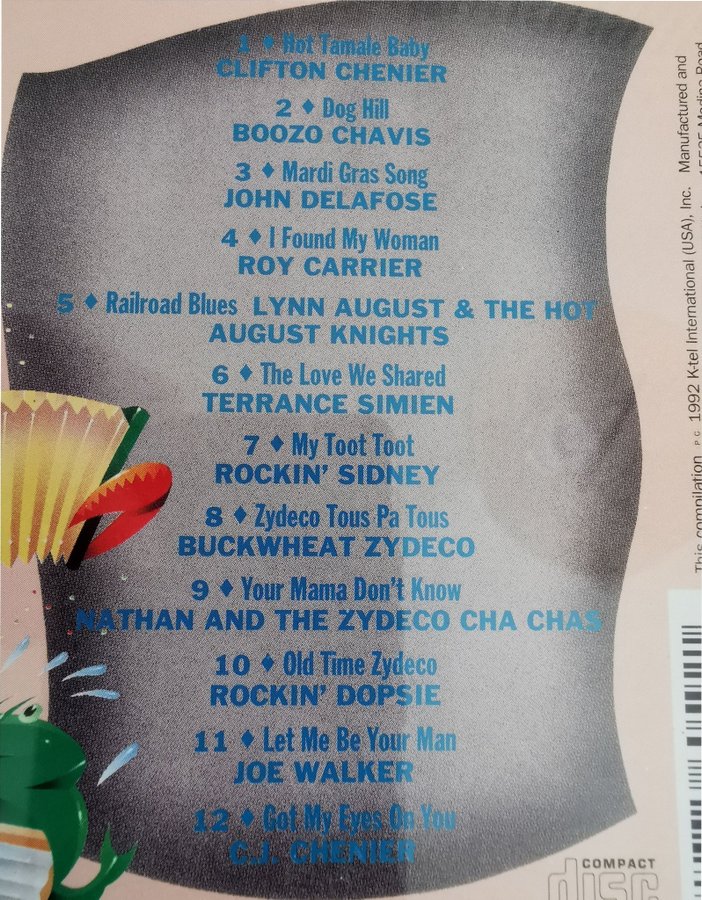 1 ♦ Hot Tamale Baby
CLIFTON CHENIER
2 ♦ Dog Hill
BOOZO CHAVIS
3 ♦ Mardi Gras Song
JOHN DELAFOSE
4 ♦ I Found My Woman
ROY CARRIER
5 ♦ Railroad Blues LYNN AUGUST & THE HOT
AUGUST KNIGHTS
6 ♦ The Love We Shared
TERRANCE SIMIEN
7 ♦ My Toot Toot
ROCKIN' SIDNEY
8 ♦ Zydeco Tous Pa Tous
BUCKWHEAT ZYDECO
9 ♦ Your Mama Don't Know
NATHAN AND THE ZYDECO CHA CHAS
10 ♦ Old Time Zydeco
ROCKIN' DOPSIE
11 ♦ Let Me Be Your Man
JOE WALKER
12 ♦ Got My Eyes On You
C.J. CHENIER
This compilation P C 1992 K-tel International (USA), Inc. Manufactured and
COMPACT
disc